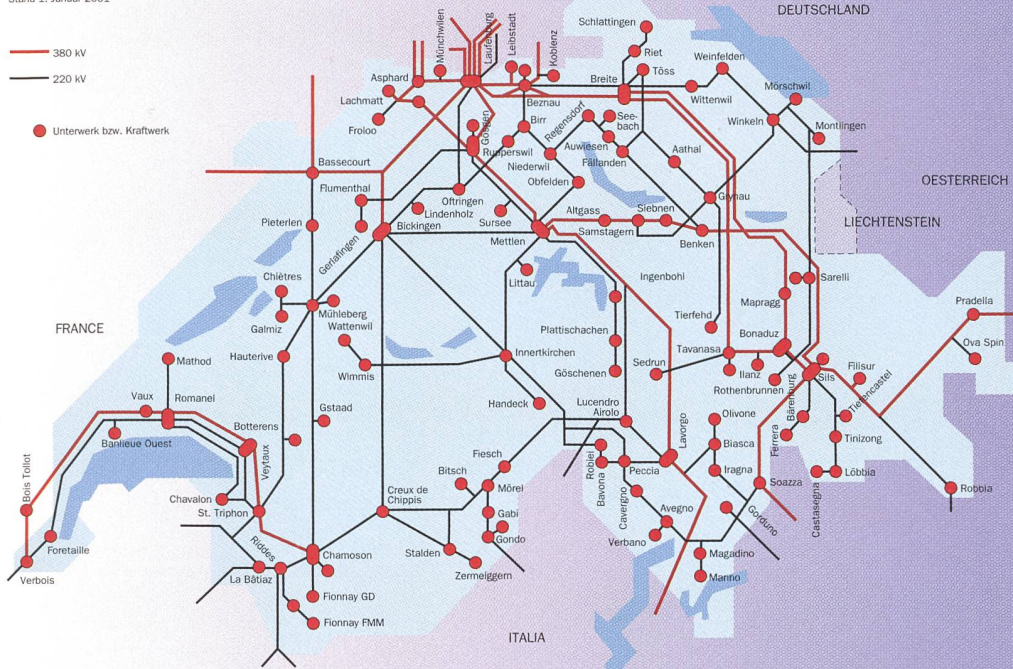 Stand 1. Januar 2001
380 kV
220 kV
Unterwerk bzw. Kraftwerk
DEUTSCHLAND
FRANCE
OESTERREICH
LIECHTENSTEIN
ITALIA
Schlattingen
Münchwilen
Laufenburg
Leibstadt
Koblenz
Riet
Weinfelden
Asphard
Breite
Töss
Mörschwil
Lachmatt
Beznau
Wittenwil
Froloo
Gösgen
Birr
Regensdorf
See-
bach
Winkeln
Montlingen
Rupperswil
Auwiesen
Aathal
Bassecourt
Niederwil
Fällanden
Flumenthal
Obfelden
Oftringen
Grynau
Lindenholz
Sursee
Altgass
Siebnen
Pieterlen
Gerlafingen
Bickingen
Mettlen
Samstagern
Benken
Littau
Ingenbohl
Sarelli
Chiètres
Mapragg
Pradella
Mühleberg
Galmiz
Wattenwil
Plattischachen
Tierfehd
Bonaduz
Ova Spin
Mathod
Hauterive
Innertkirchen
Tavanasa
Wimmis
Göschenen
Sedrun
Ilanz
Sils
Filisur
Rothenbrunnen
Vaux
Romanel
Handeck
Lucendro
Airolo
Bärenburg
Tiefencastel
Gstaad
Olivone
Botterens
Lavorgo
Ferrera
Banlieue Ouest
Veytaux
Biasca
Tinizong
Fiesch
Robiei
Bois Tollot
Bitsch
Bavona
Peccia
Iragna
Löbbia
Mörel
Soazza
Castasegna
Robbia
Chavalon
Creux de
Chippis
Cavergno
St. Triphon
Gabi
Avegno
Gorduno
Foretaille
Riddes
Gondo
Verbano
Chamoson
Stalden
Magadino
Verbois
La Bâtiaz
Zermeiggern
Manno
Fionnay GD
Fionnay FMM